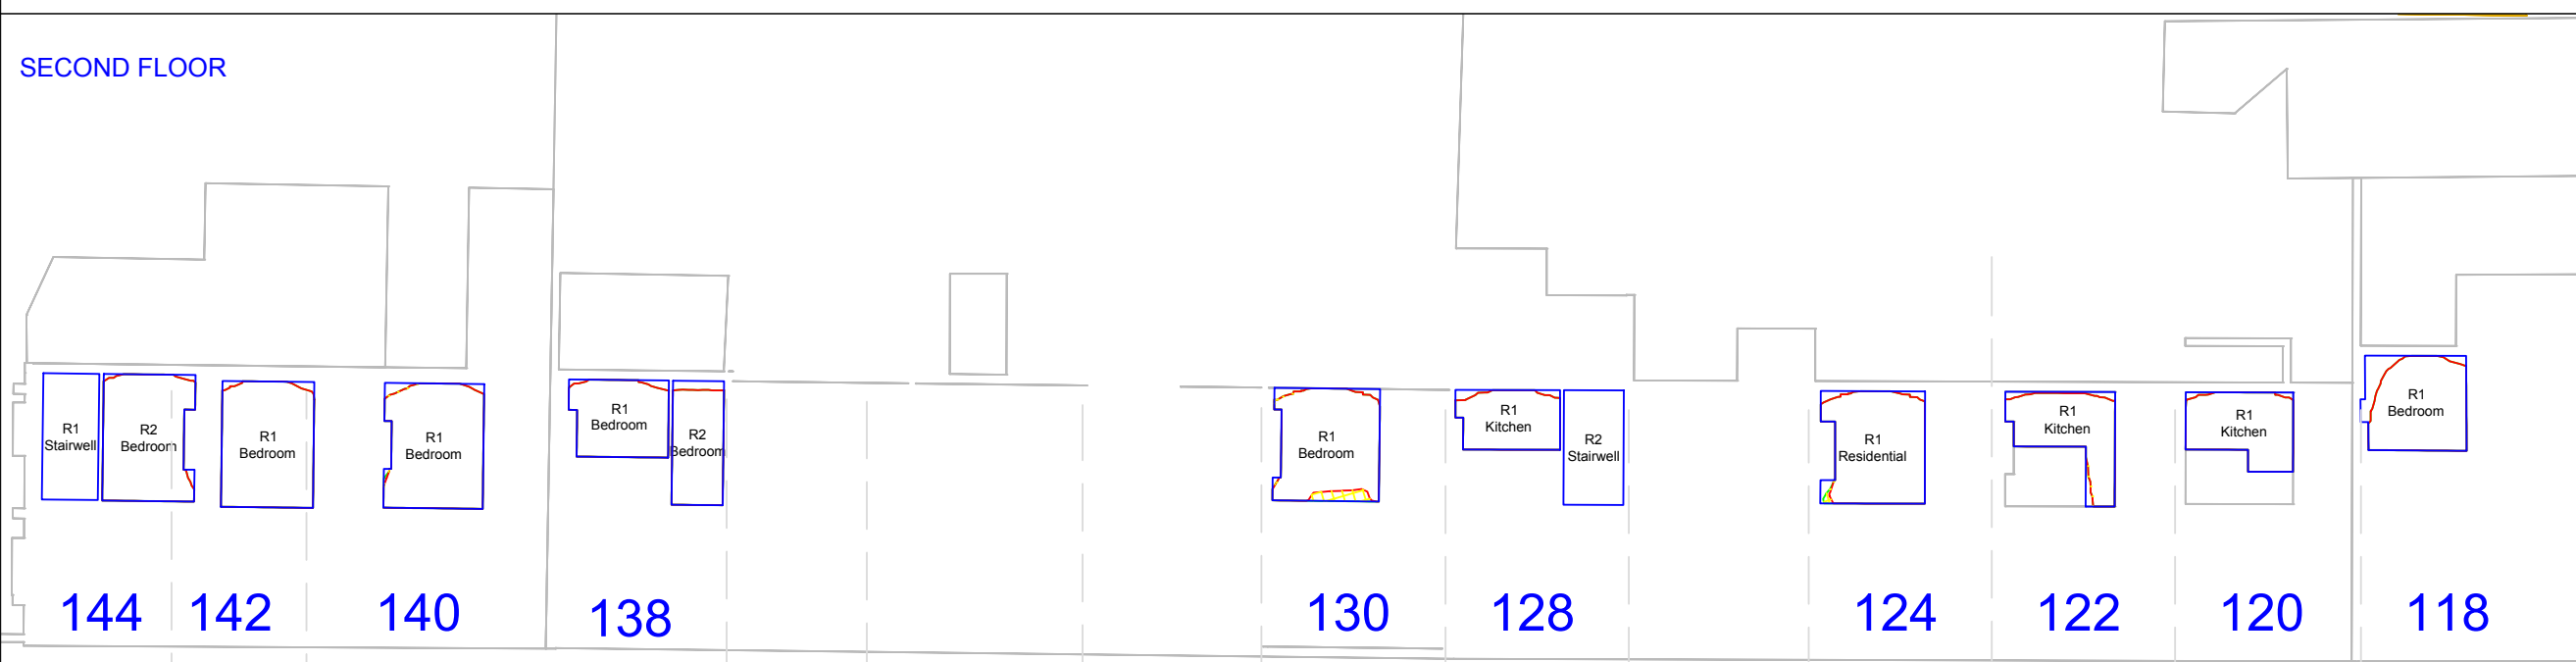 SECOND FLOOR
R1
Stairwell
R2
Bedroom
R1
Bedroom
R1
Bedroom
R1
Bedroom
R2
Bedroom
R1
Bedroom
R1
Kitchen
R2
Stairwell
R1
Residential
R1
Kitchen
R1
Kitchen
R1
Bedroom
144
142
140
138
130
128
124
122
120
118